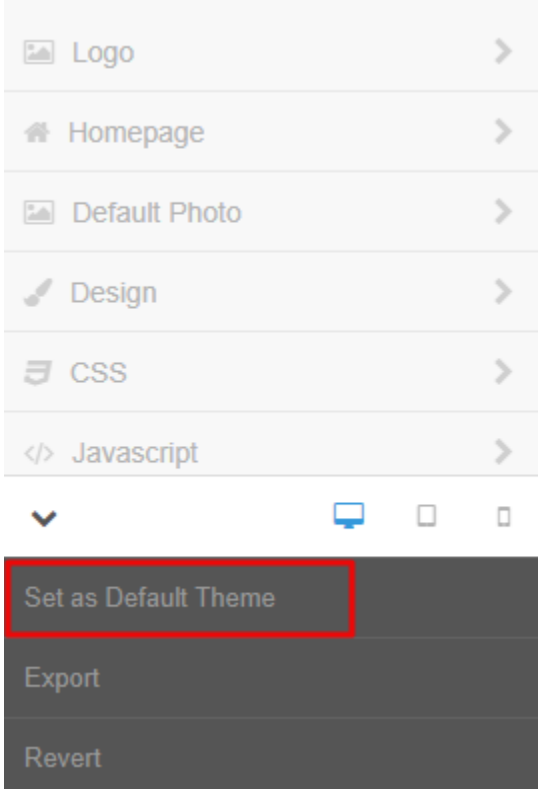 Logo
Homepage
Default Photo
Design
CSS
Javascript
Set as Default Theme
Export
Revert